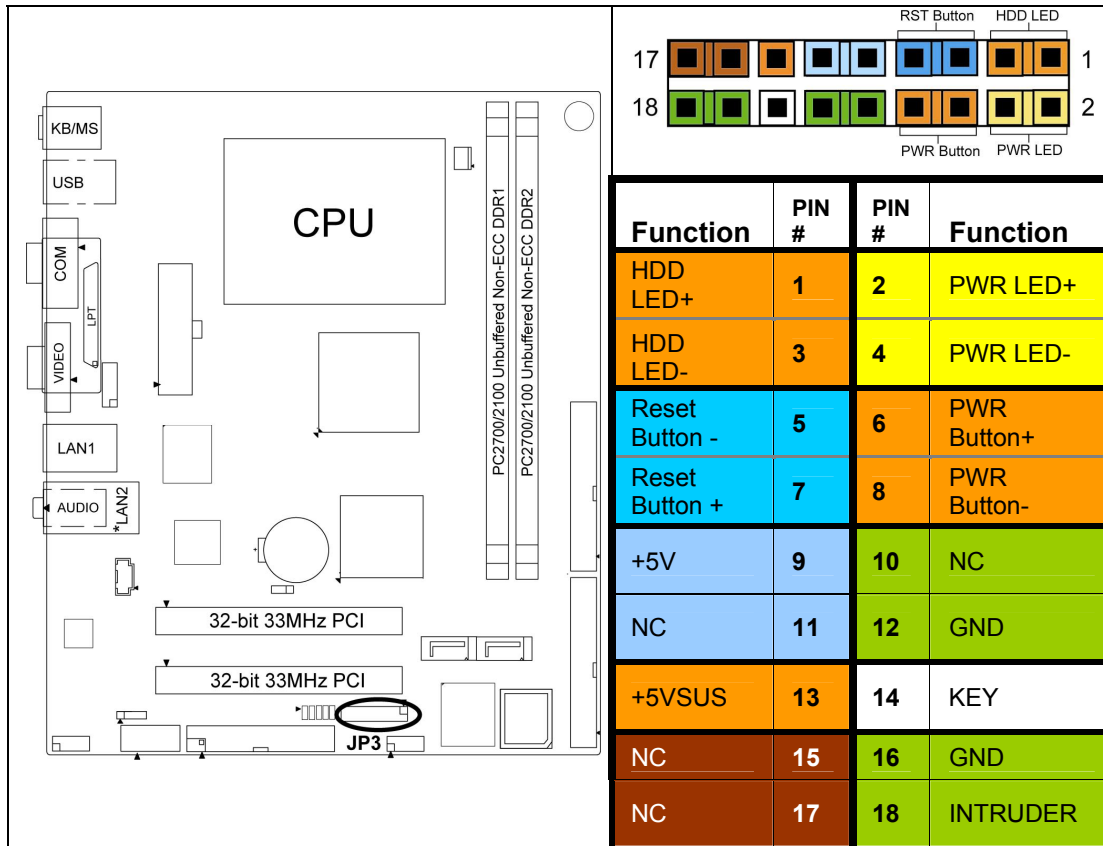 RST Button HDD LED
17 1
18 2
PWR Button PWR LED
KB/MS
USB
COM
LPT
VIDEO
LAN1
AUDIO
*LAN2
CPU
PC2700/2100 Unbuffered Non-ECC DDR1
PC2700/2100 Unbuffered Non-ECC DDR2
32-bit 33MHz PCI
32-bit 33MHz PCI
JP3
Function PIN # PIN # Function
HDD LED+ 1 2 PWR LED+
HDD LED- 3 4 PWR LED-
Reset Button - 5 6 PWR Button+
Reset Button + 7 8 PWR Button-
+5V 9 10 NC
NC 11 12 GND
+5VSUS 13 14 KEY
NC 15 16 GND
NC 17 18 INTRUDER